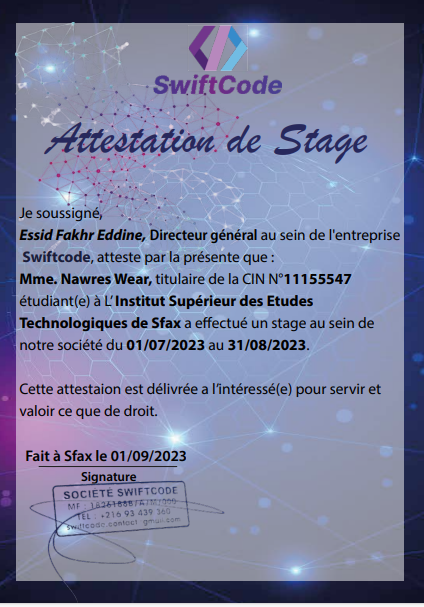 SwiftCode
Attestation de Stage
Je soussigné,
Essid Fakhr Eddine, Directeur général au sein de l'entreprise
Swiftcode, atteste par la présente que :
Mme. Nawres Wear, titulaire de la CIN N°11155547
étudiant(e) à L'Institut Supérieur des Etudes
Technologiques de Sfax a effectué un stage au sein de
notre société du 01/07/2023 au 31/08/2023.
Cette attestaion est délivrée a l'intéressé(e) pour servir et
valoir ce que de droit.
Fait à Sfax le 01/09/2023
Signature
SOCIETÉ SWIFTCODE
MF :
TEL : +216 93 439 360
swiftcode.contact gmail.com